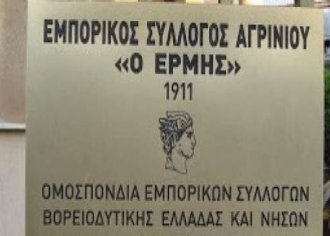 ΕΜΠΟΡΙΚΟΣ ΣΥΛΛΟΓΟΣ ΑΓΡΙΝΙΟΥ
«Ο ΕΡΜΗΣ»
1911
ΟΜΟΣΠΟΝΔΙΑ ΕΜΠΟΡΙΚΩΝ ΣΥΛΛΟΓΩΝ
ΒΟΡΕΙΟΔΥΤΙΚΗΣ ΕΛΛΑΔΑΣ ΚΑΙ ΝΗΣΩΝ